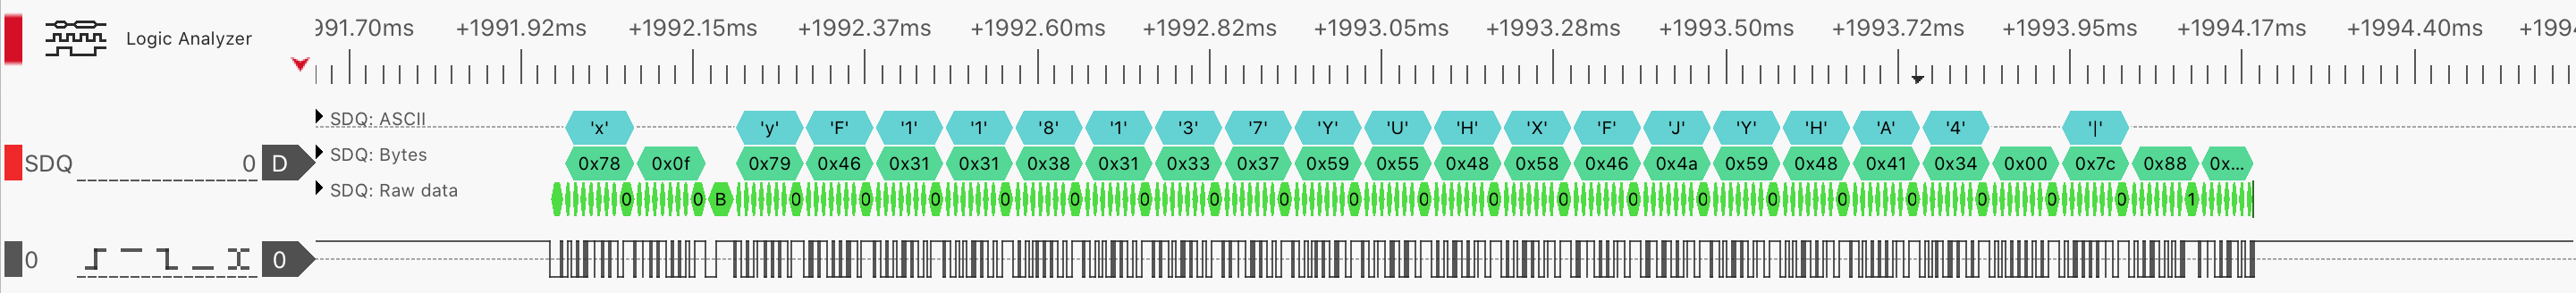 991.70ms +1991.92ms +1992.15ms +1992.37ms +1992.60ms +1992.82ms +1993.05ms +1993.28ms +1993.50ms +1993.72ms +1993.95ms +1994.17ms +1994.40ms +1994
Logic Analyzer
SDQ: ASCII 'x' 'y' 'F' '1' '1' '8' '1' '3' '7' 'Y' 'U' 'H' 'X' 'F' 'J' 'Y' 'H' 'A' '4' '|'
SDQ 0 D SDQ: Bytes 0x78 0x0f 0x79 0x46 0x31 0x31 0x38 0x31 0x33 0x37 0x59 0x55 0x48 0x58 0x46 0x4a 0x59 0x48 0x41 0x34 0x00 0x7c 0x88 0x...
SDQ: Raw data 0 0 B 0 0 0 0 0 0 0 0 0 0 0 0 0 0 0 0 0 0 0 0 1
0 0